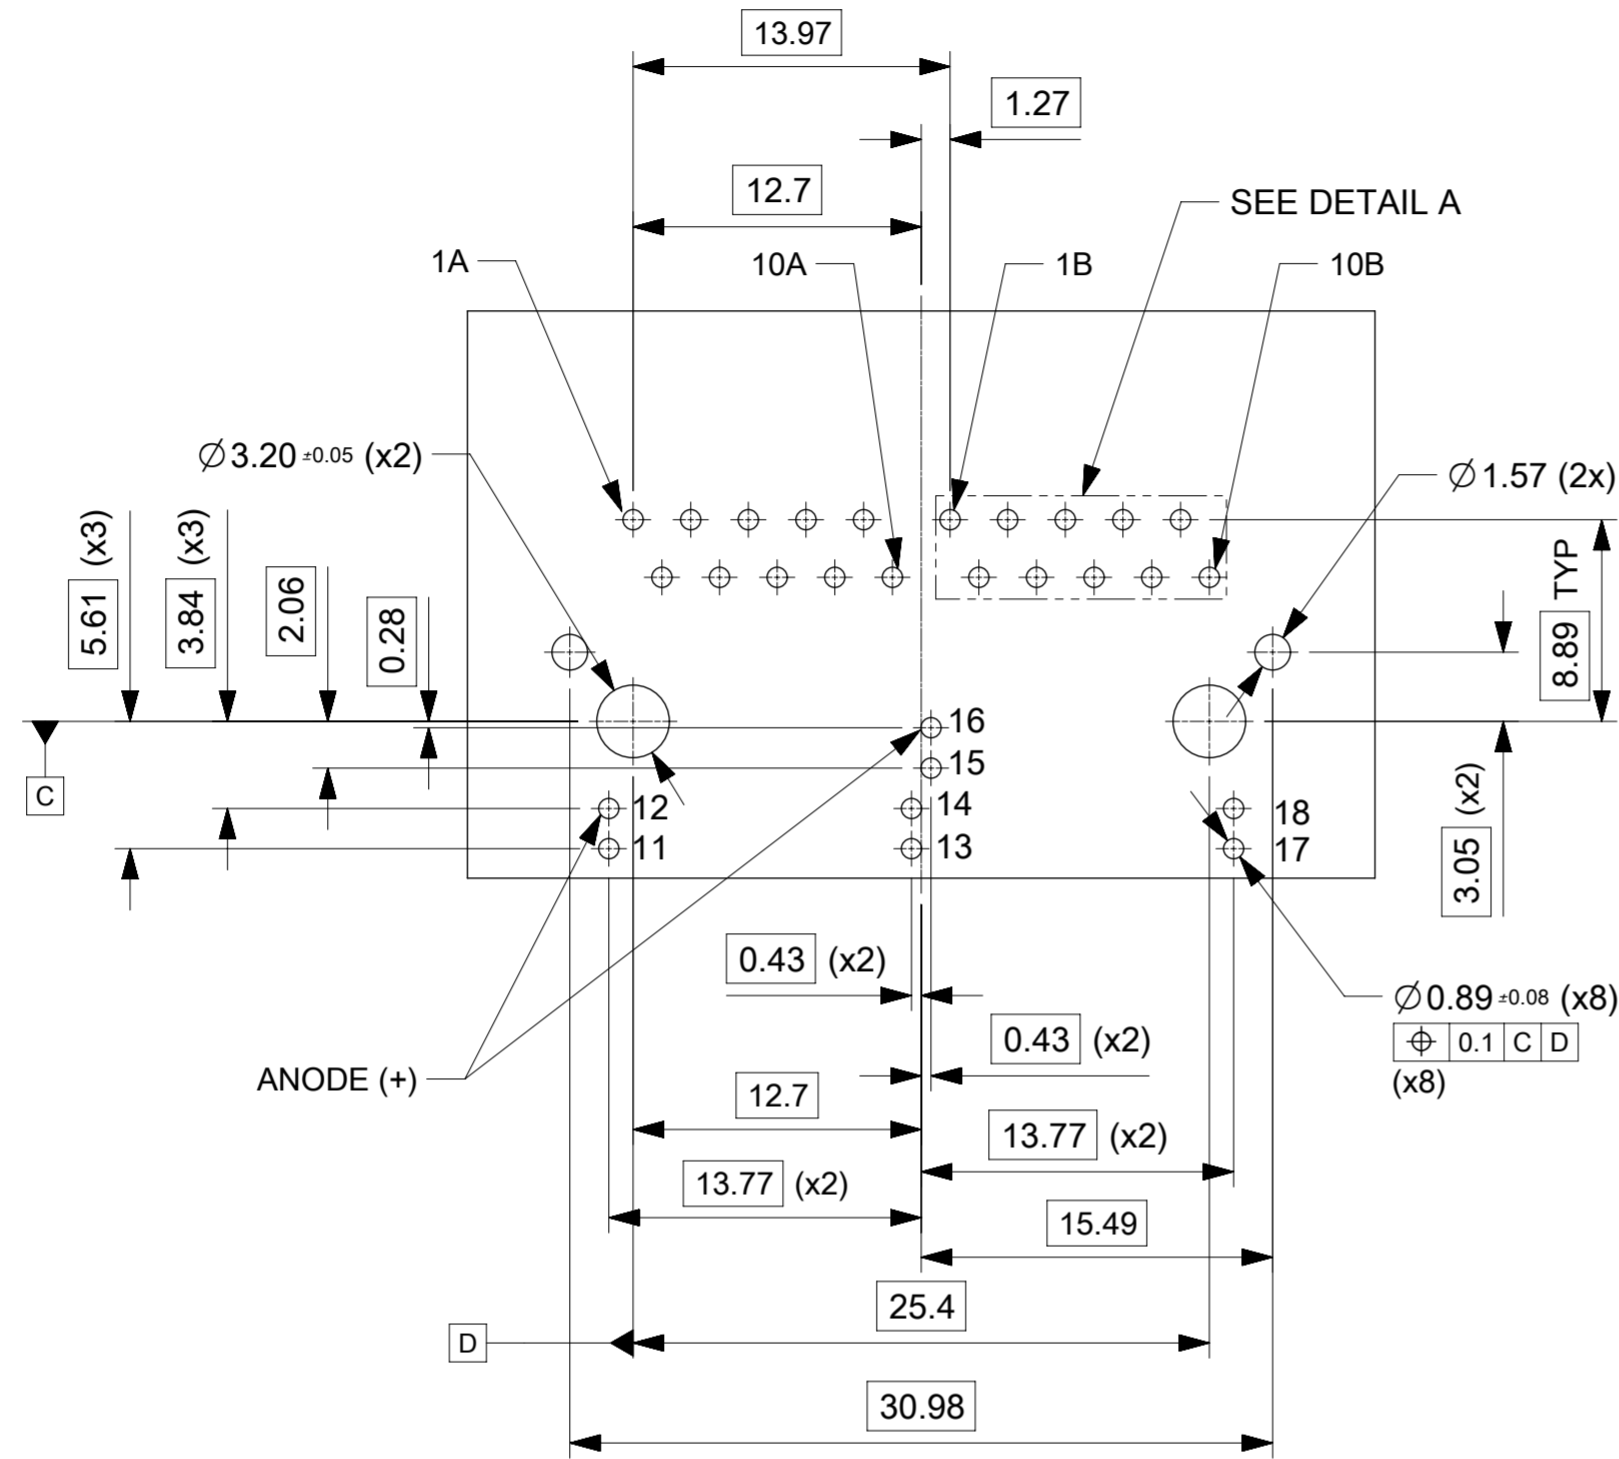 13.97
1.27
12.7
SEE DETAIL A
1A
10A
1B
10B
⌀3.20 ±0.05 (x2)
⌀1.57 (2x)
5.61 (x3)
3.84 (x3)
2.06
0.28
8.89 TYP
3.05 (x2)
C
16
15
12
14
18
11
13
17
0.43 (x2)
0.43 (x2)
⌀0.89 ±0.08 (x8)
⌖ 0.1 C D
(x8)
ANODE (+)
12.7
13.77 (x2)
13.77 (x2)
15.49
25.4
D
30.98